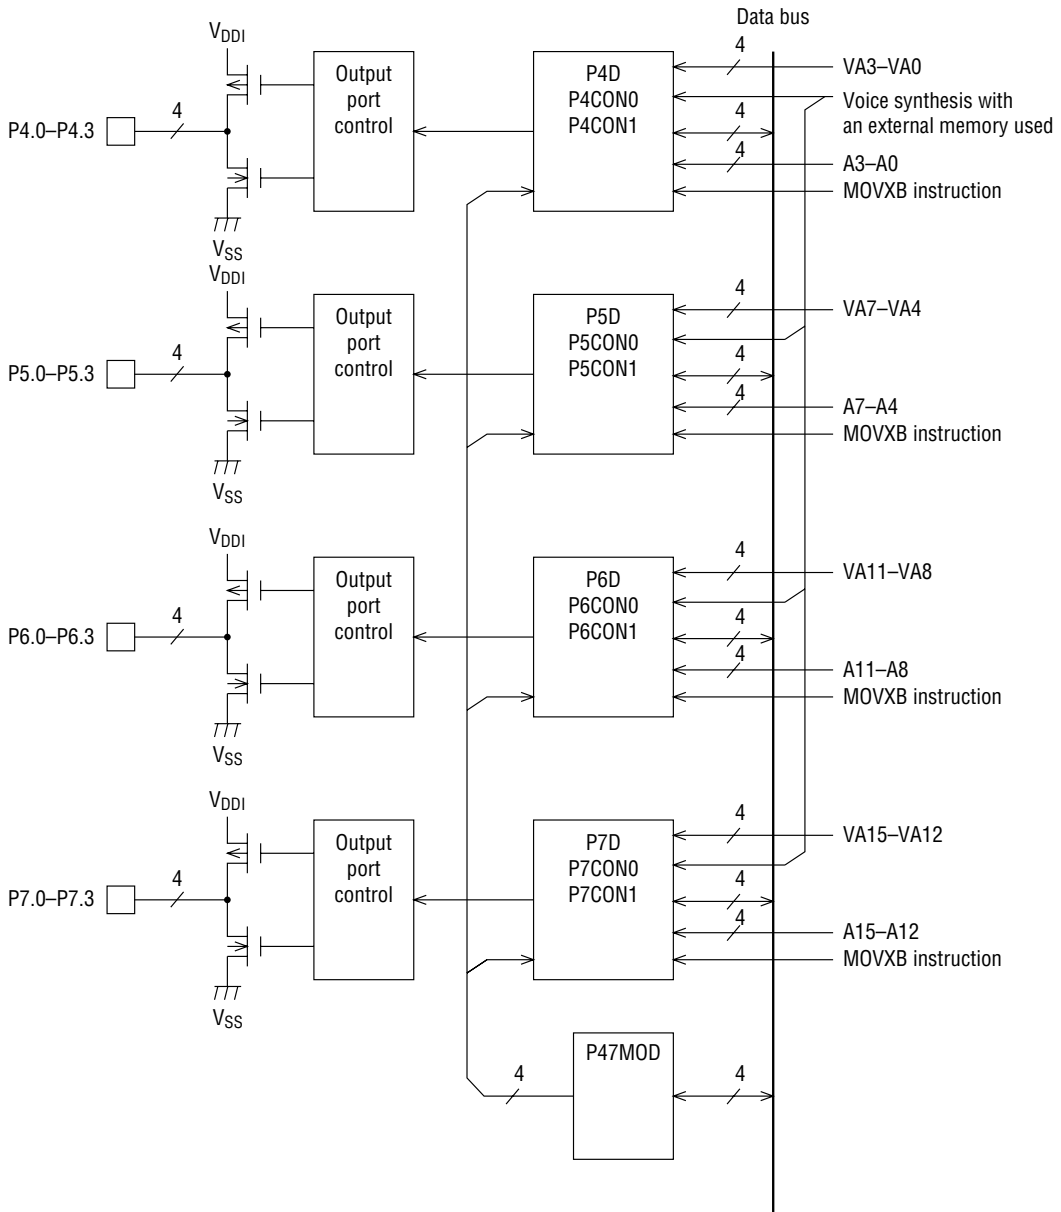 Data bus
VDDI
Output
port
control
P4D
P4CON0
P4CON1
4
VA3–VA0
Voice synthesis with
an external memory used
4
P4.0–P4.3
4
4
A3–A0
MOVXB instruction
VSS
VDDI
Output
port
control
P5D
P5CON0
P5CON1
4
VA7–VA4
4
P5.0–P5.3
4
4
A7–A4
MOVXB instruction
VSS
VDDI
Output
port
control
P6D
P6CON0
P6CON1
4
VA11–VA8
4
P6.0–P6.3
4
4
A11–A8
MOVXB instruction
VSS
VDDI
Output
port
control
P7D
P7CON0
P7CON1
4
VA15–VA12
4
P7.0–P7.3
4
4
A15–A12
MOVXB instruction
VSS
P47MOD
4
4